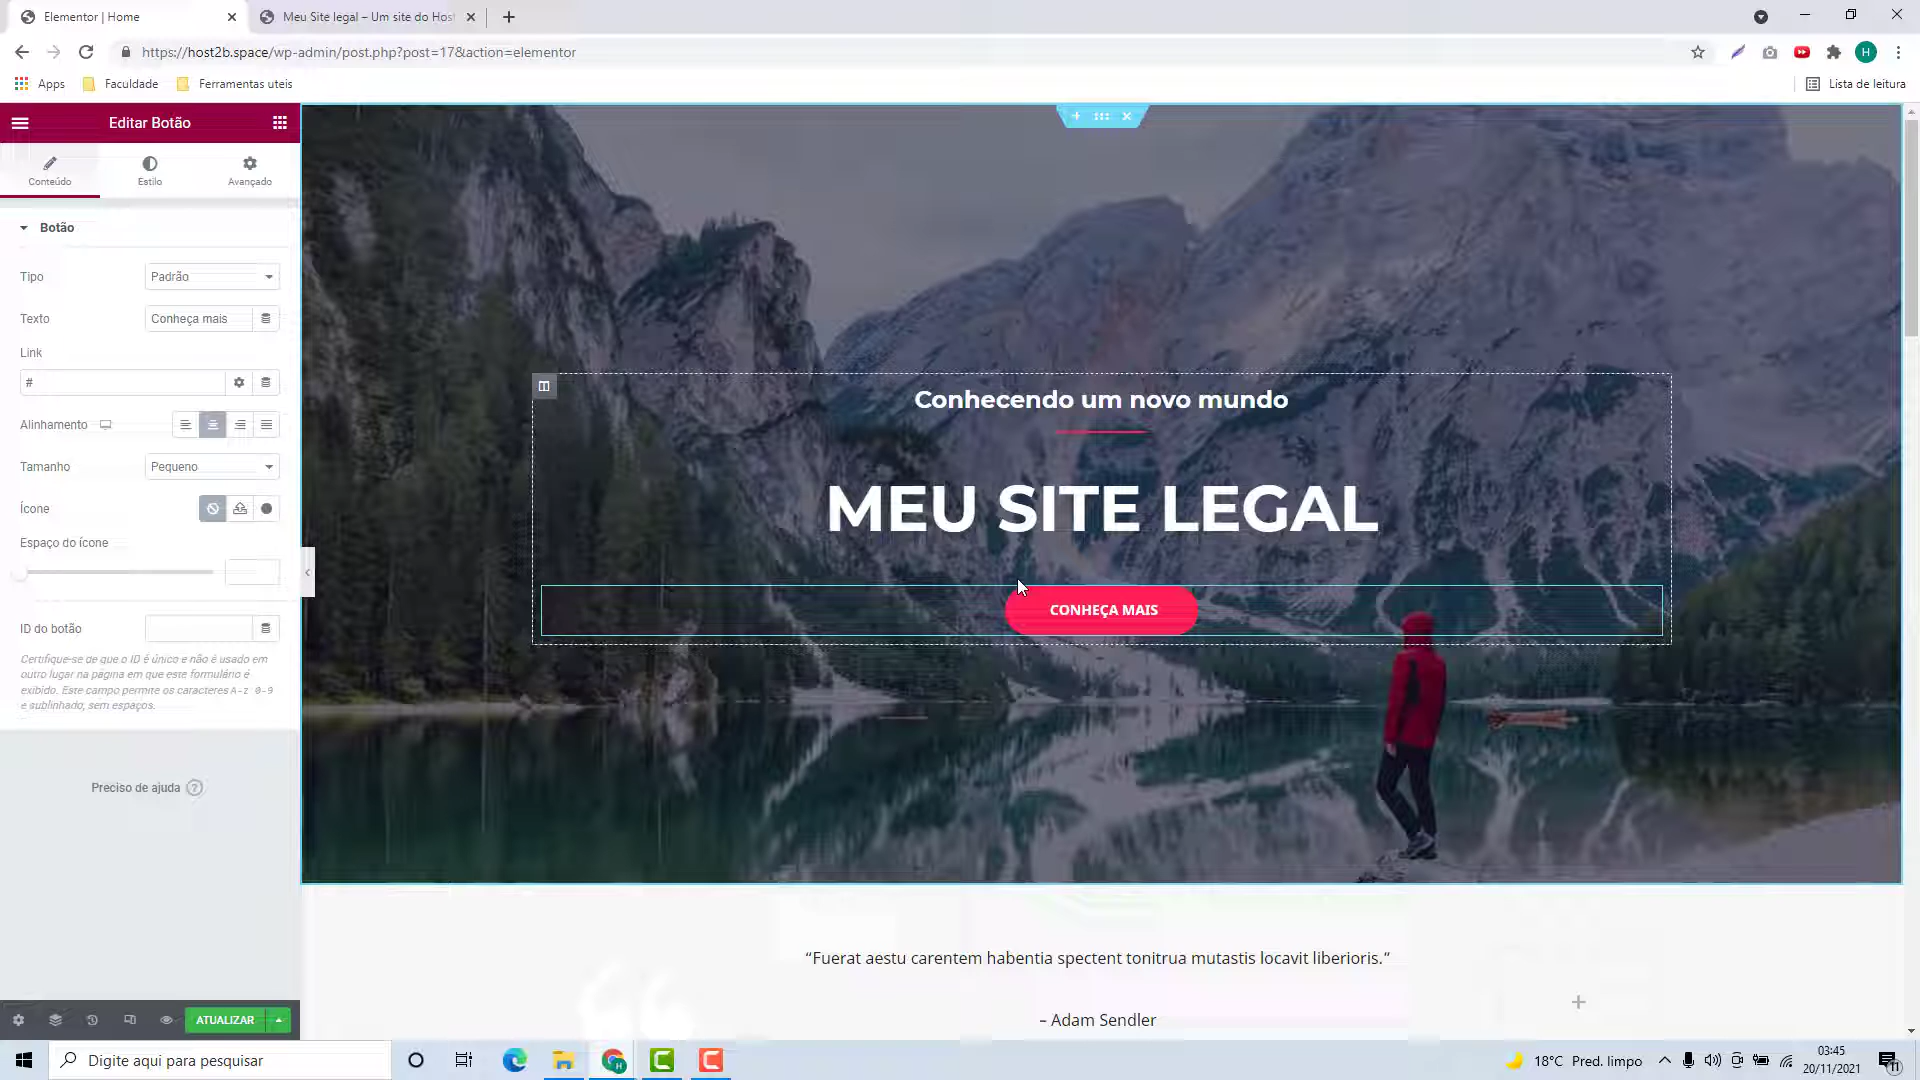 Elementor | Home
Meu Site legal – Um site do Host
https://host2b.space/wp-admin/post.php?post=17&action=elementor
H
Apps
Faculdade
Ferramentas uteis
Lista de leitura
Editar Botão
Conteúdo
Estilo
Avançado
Botão
Tipo
Padrão
Texto
Conheça mais
Link
#
Alinhamento
Tamanho
Pequeno
Ícone
Espaço do ícone
ID do botão
Certifique-se de que o ID é único e não é usado em
outro lugar na página em que este formulário é
exibido. Este campo permite os caracteres A-z 0-9
e sublinhado, sem espaços.
Preciso de ajuda
ATUALIZAR
Conhecendo um novo mundo
MEU SITE LEGAL
CONHEÇA MAIS
“Fuerat aestu carentem habentia spectent tonitrua mutastis locavit liberioris.”
– Adam Sendler
Digite aqui para pesquisar
18°C Pred. limpo
03:45
20/11/2021
11